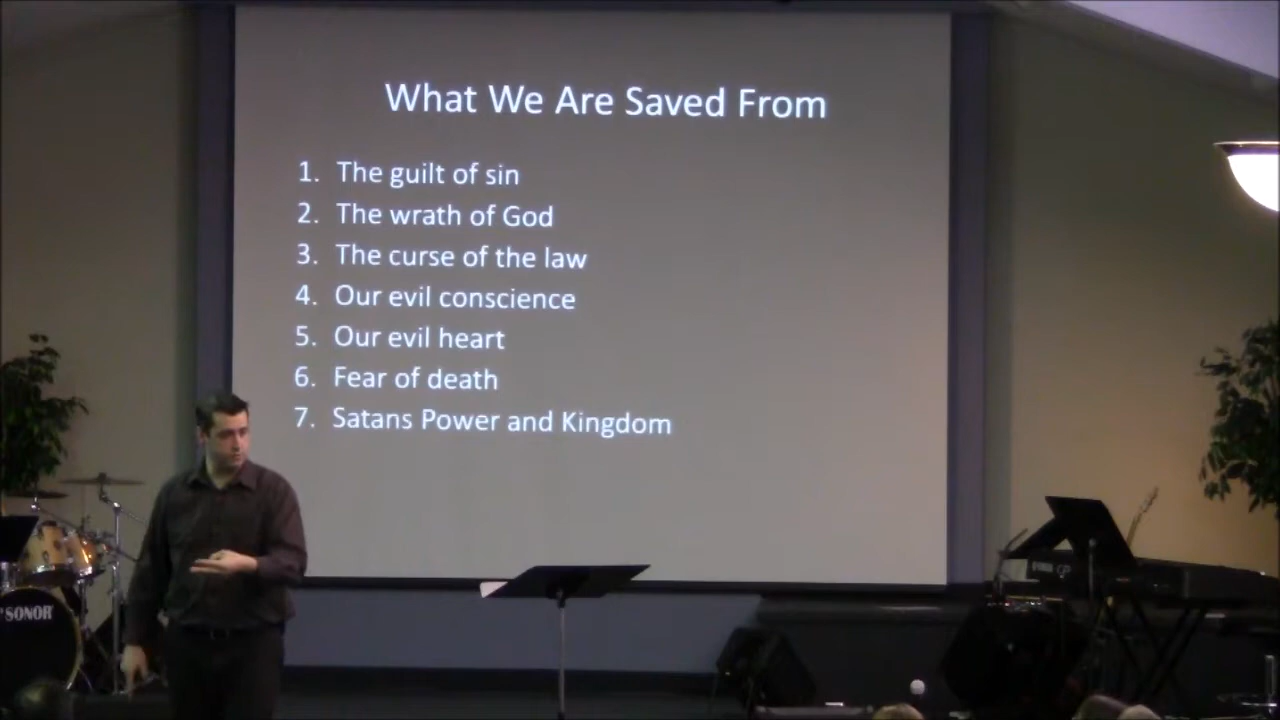 What We Are Saved From
1. The guilt of sin
2. The wrath of God
3. The curse of the law
4. Our evil conscience
5. Our evil heart
6. Fear of death
7. Satans Power and Kingdom
SONOR